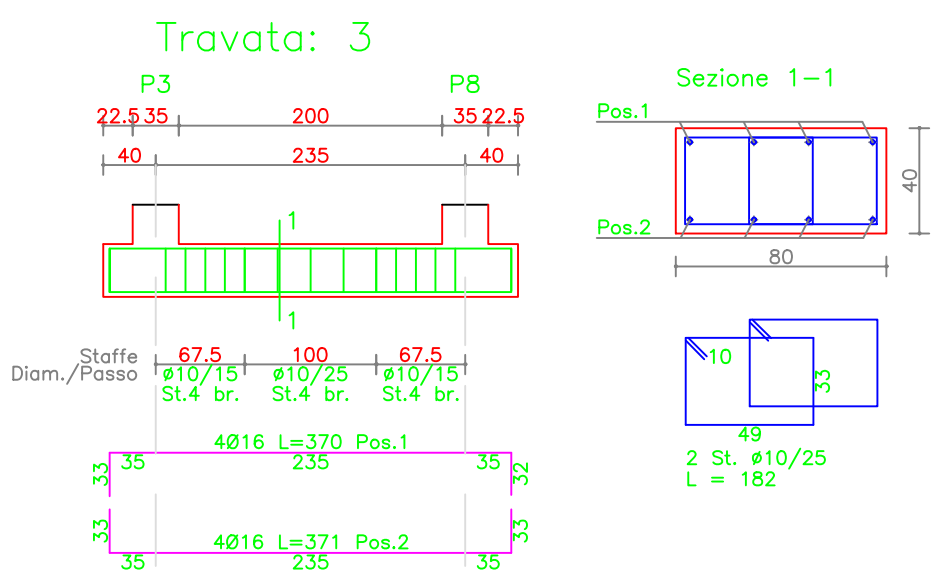 Travata: 3
P3 P8
22.5 35 200 35 22.5
40 235 40
1
1
Staffe 67.5 100 67.5
Diam./Passo ø10/15 ø10/25 ø10/15
St.4 br. St.4 br. St.4 br.
4Ø16 L=370 Pos.1
33 35 235 35 32
33 4Ø16 L=371 Pos.2 33
35 235 35
Sezione 1-1
Pos.1
40
Pos.2
80
10
33
49
2 St. ø10/25
L = 182